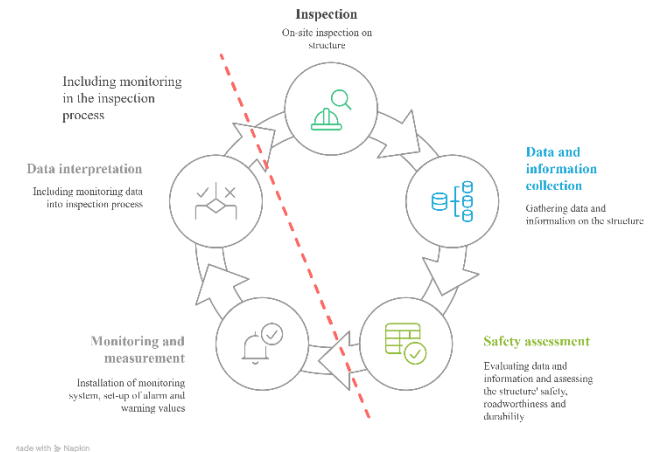 Inspection
On-site inspection on
structure
Including monitoring
in the inspection
process
Data and
information
collection
Gathering data and
information on the structure
Safety assessment
Evaluating data and
information and assessing
the structure' safety,
roadworthiness and
durability
Monitoring and
measurement
Installation of monitoring
system, set-up of alarm and
warning values
Data interpretation
Including monitoring data
into inspection process
Made with Napkin